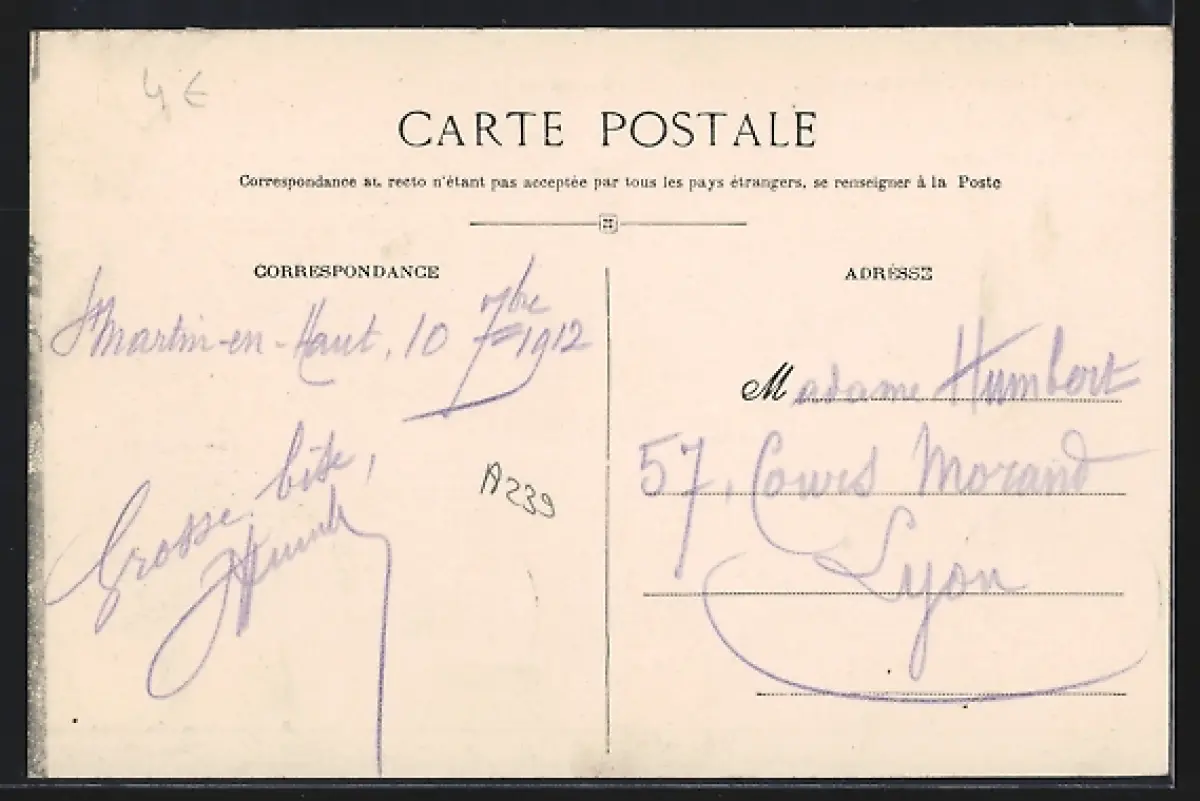 4 €
CARTE POSTALE
Correspondance au recto n'étant pas acceptée par tous les pays étrangers, se renseigner à la Poste
CORRESPONDANCE
St Martin-en-Haut, 10 7bre 1912
Grosse bise,
A239
ADRESSE
Madame Humbert
57, Cours Morand
Lyon